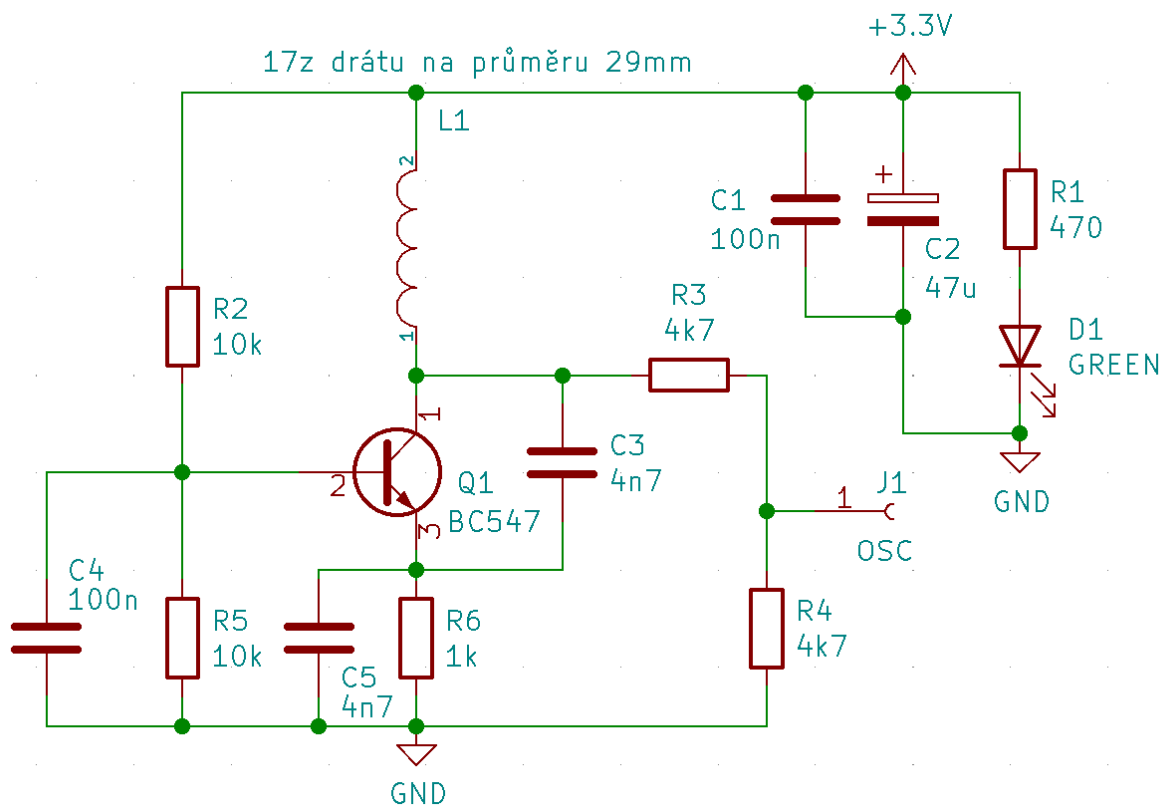 +3.3V
17z drátu na průměru 29mm
L1
2
1
C1
100n
+
C2
47u
R1
470
R2
10k
R3
4k7
D1
GREEN
1
2
3
Q1
BC547
C3
4n7
GND
1
J1
OSC
C4
100n
R5
10k
C5
4n7
R6
1k
R4
4k7
GND